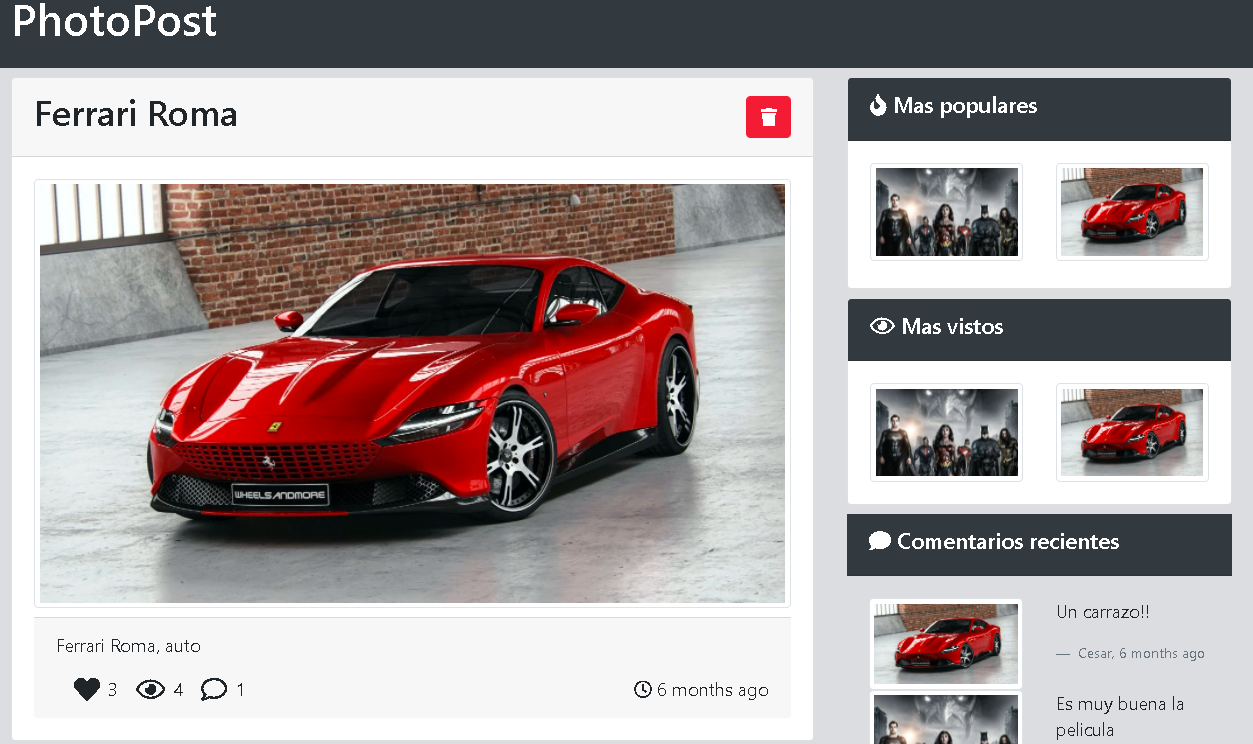 PhotoPost
Ferrari Roma
WHEELSANDMORE
Ferrari Roma, auto
3 4 1 6 months ago
Mas populares
Mas vistos
Comentarios recientes
Un carrazo!!
— Cesar, 6 months ago
Es muy buena la
pelicula